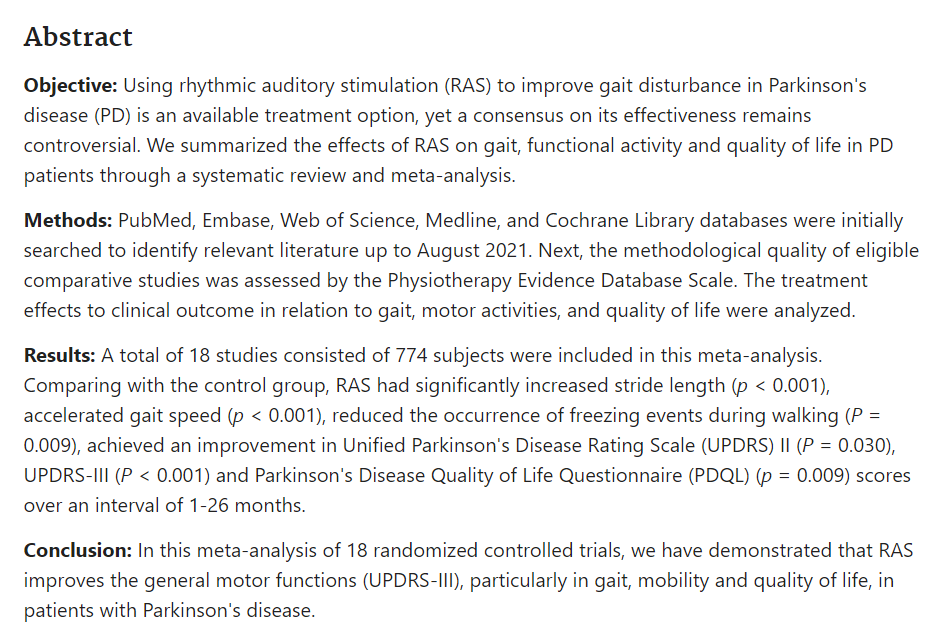 Abstract
Objective: Using rhythmic auditory stimulation (RAS) to improve gait disturbance in Parkinson's
disease (PD) is an available treatment option, yet a consensus on its effectiveness remains
controversial. We summarized the effects of RAS on gait, functional activity and quality of life in PD
patients through a systematic review and meta-analysis.
Methods: PubMed, Embase, Web of Science, Medline, and Cochrane Library databases were initially
searched to identify relevant literature up to August 2021. Next, the methodological quality of eligible
comparative studies was assessed by the Physiotherapy Evidence Database Scale. The treatment
effects to clinical outcome in relation to gait, motor activities, and quality of life were analyzed.
Results: A total of 18 studies consisted of 774 subjects were included in this meta-analysis.
Comparing with the control group, RAS had significantly increased stride length (p < 0.001),
accelerated gait speed (p < 0.001), reduced the occurrence of freezing events during walking (P =
0.009), achieved an improvement in Unified Parkinson's Disease Rating Scale (UPDRS) II (P = 0.030),
UPDRS-III (P < 0.001) and Parkinson's Disease Quality of Life Questionnaire (PDQL) (p = 0.009) scores
over an interval of 1-26 months.
Conclusion: In this meta-analysis of 18 randomized controlled trials, we have demonstrated that RAS
improves the general motor functions (UPDRS-III), particularly in gait, mobility and quality of life, in
patients with Parkinson's disease.